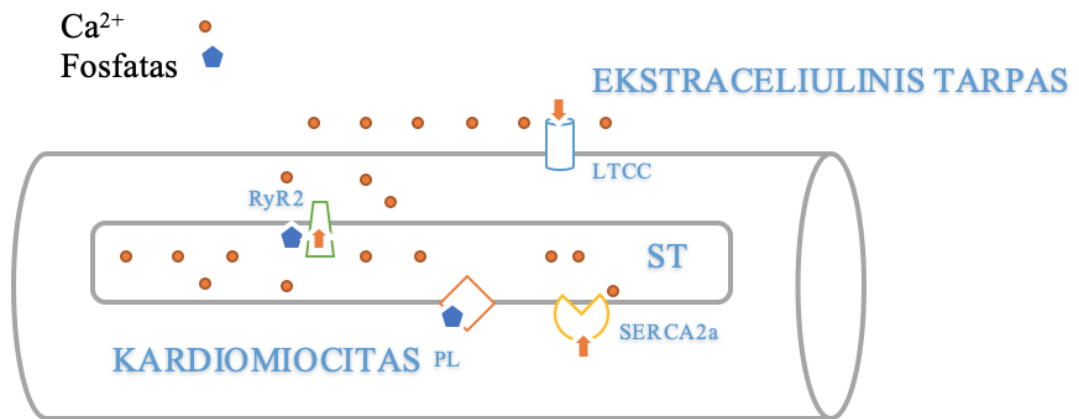 Ca²⁺
Fosfatas
EKSTRACELIULINIS TARPAS
LTCC
RyR2
ST
SERCA2a
KARDIOMIOCITAS PL